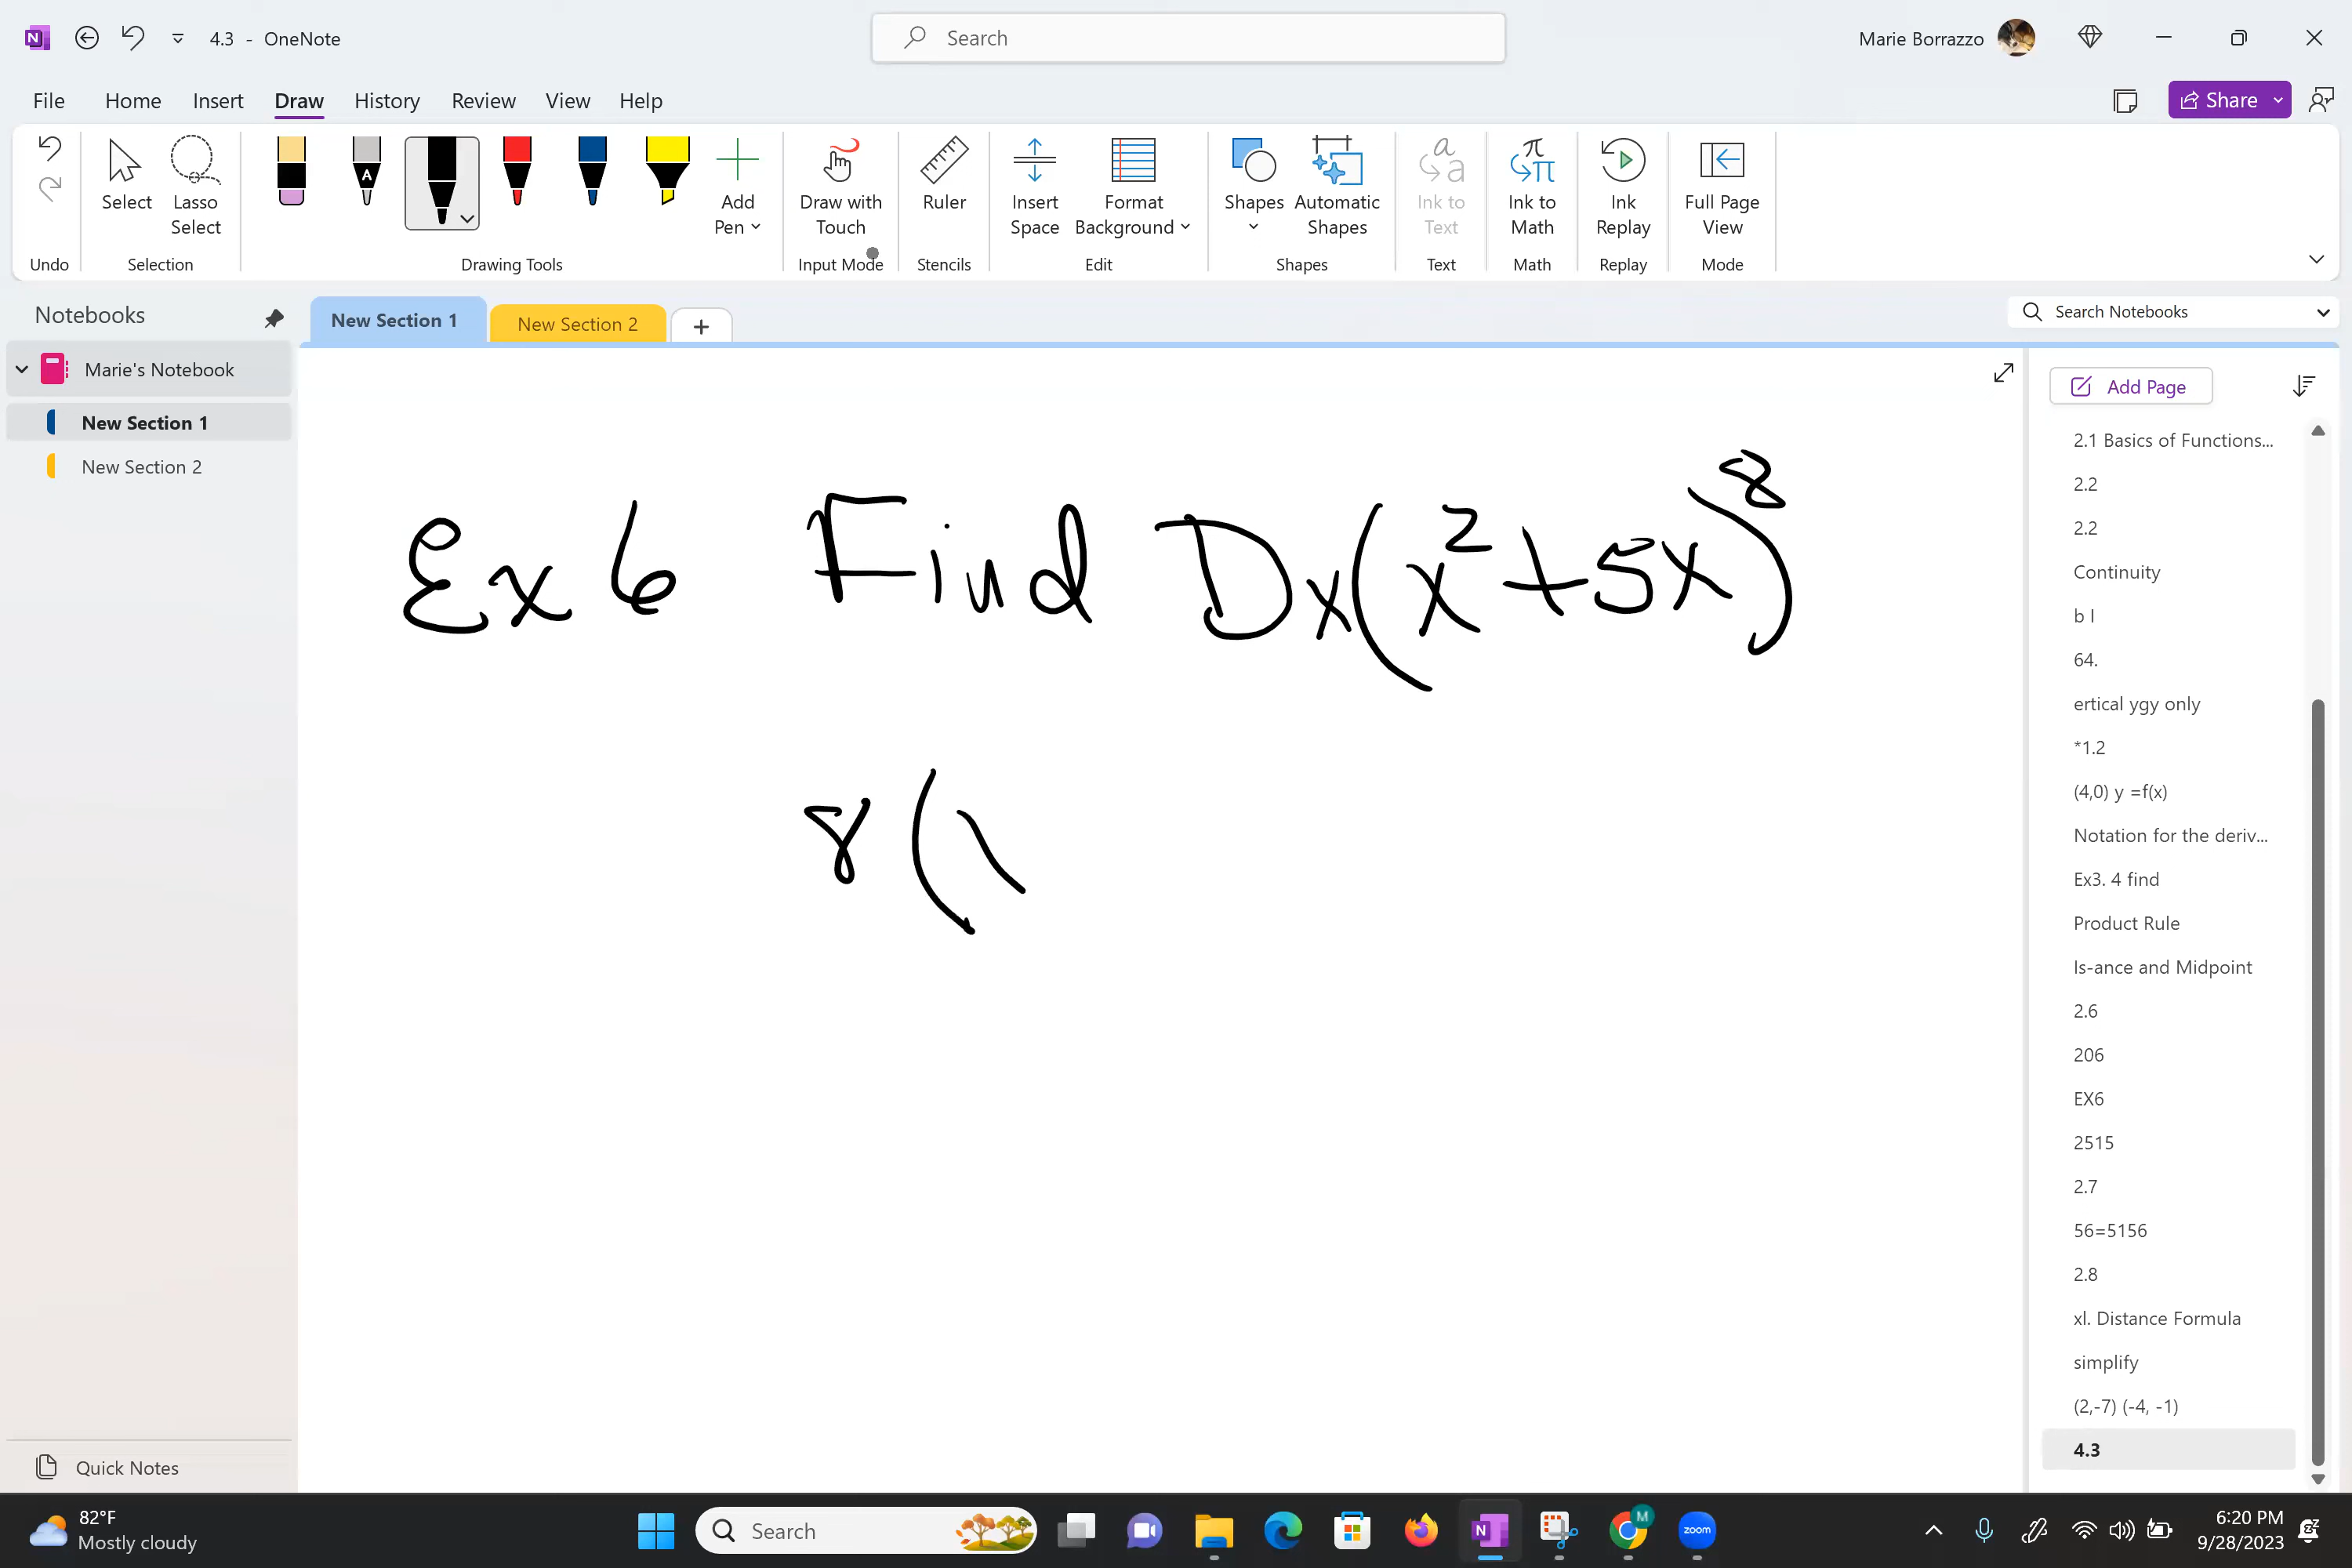 4.3 - OneNote
Search
Marie Borrazzo
File Home Insert Draw History Review View Help
Share
Select
Lasso Select
A
Add Pen
Draw with Touch
Ruler
Insert Space
Format Background
Shapes
Automatic Shapes
Ink to Text
Ink to Math
Ink Replay
Full Page View
Undo Selection Drawing Tools Input Mode Stencils Edit Shapes Text Math Replay Mode
Notebooks
New Section 1
New Section 2
+
Search Notebooks
Marie's Notebook
New Section 1
New Section 2
Quick Notes
Ex 6 Find Dx(x²+5x)⁸
8(
Add Page
2.1 Basics of Functions...
2.2
2.2
Continuity
b I
64.
ertical ygy only
*1.2
(4,0) y =f(x)
Notation for the deriv...
Ex3. 4 find
Product Rule
Is-ance and Midpoint
2.6
206
EX6
2515
2.7
56=5156
2.8
xl. Distance Formula
simplify
(2,-7) (-4, -1)
4.3
82°F
Mostly cloudy
Search
M
zoom
6:20 PM
9/28/2023